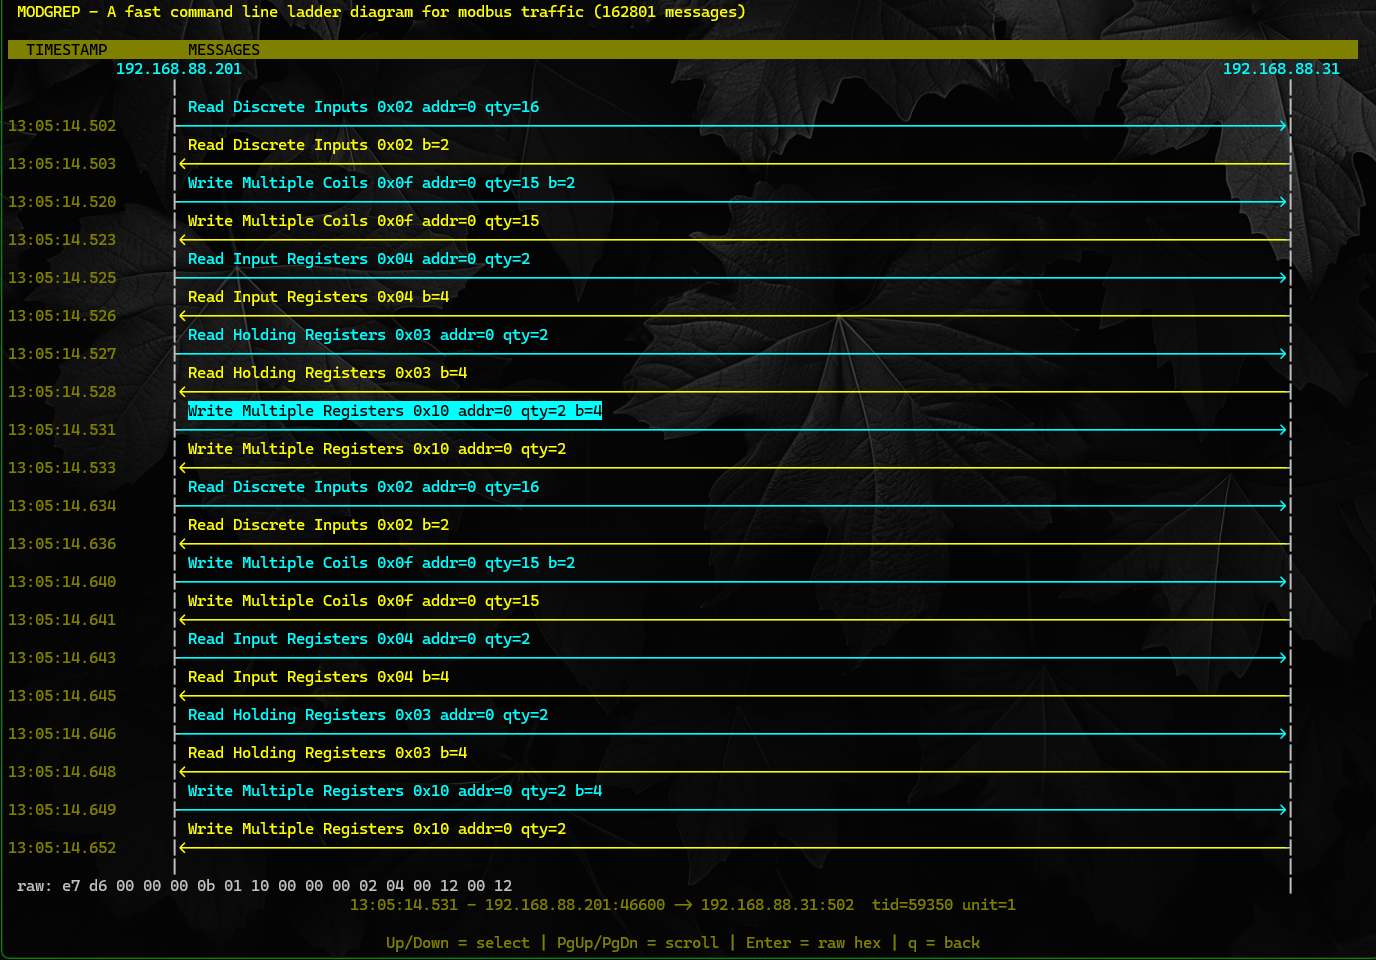 MODGREP - A fast command line ladder diagram for modbus traffic (162801 messages)
TIMESTAMP MESSAGES
192.168.88.201 192.168.88.31
Read Discrete Inputs 0x02 addr=0 qty=16
13:05:14.502
Read Discrete Inputs 0x02 b=2
13:05:14.503
Write Multiple Coils 0x0f addr=0 qty=15 b=2
13:05:14.520
Write Multiple Coils 0x0f addr=0 qty=15
13:05:14.523
Read Input Registers 0x04 addr=0 qty=2
13:05:14.525
Read Input Registers 0x04 b=4
13:05:14.526
Read Holding Registers 0x03 addr=0 qty=2
13:05:14.527
Read Holding Registers 0x03 b=4
13:05:14.528
Write Multiple Registers 0x10 addr=0 qty=2 b=4
13:05:14.531
Write Multiple Registers 0x10 addr=0 qty=2
13:05:14.533
Read Discrete Inputs 0x02 addr=0 qty=16
13:05:14.634
Read Discrete Inputs 0x02 b=2
13:05:14.636
Write Multiple Coils 0x0f addr=0 qty=15 b=2
13:05:14.640
Write Multiple Coils 0x0f addr=0 qty=15
13:05:14.641
Read Input Registers 0x04 addr=0 qty=2
13:05:14.643
Read Input Registers 0x04 b=4
13:05:14.645
Read Holding Registers 0x03 addr=0 qty=2
13:05:14.646
Read Holding Registers 0x03 b=4
13:05:14.648
Write Multiple Registers 0x10 addr=0 qty=2 b=4
13:05:14.649
Write Multiple Registers 0x10 addr=0 qty=2
13:05:14.652
raw: e7 d6 00 00 00 0b 01 10 00 00 00 02 04 00 12 00 12
13:05:14.531 - 192.168.88.201:46600 --> 192.168.88.31:502 tid=59350 unit=1
Up/Down = select | PgUp/PgDn = scroll | Enter = raw hex | q = back